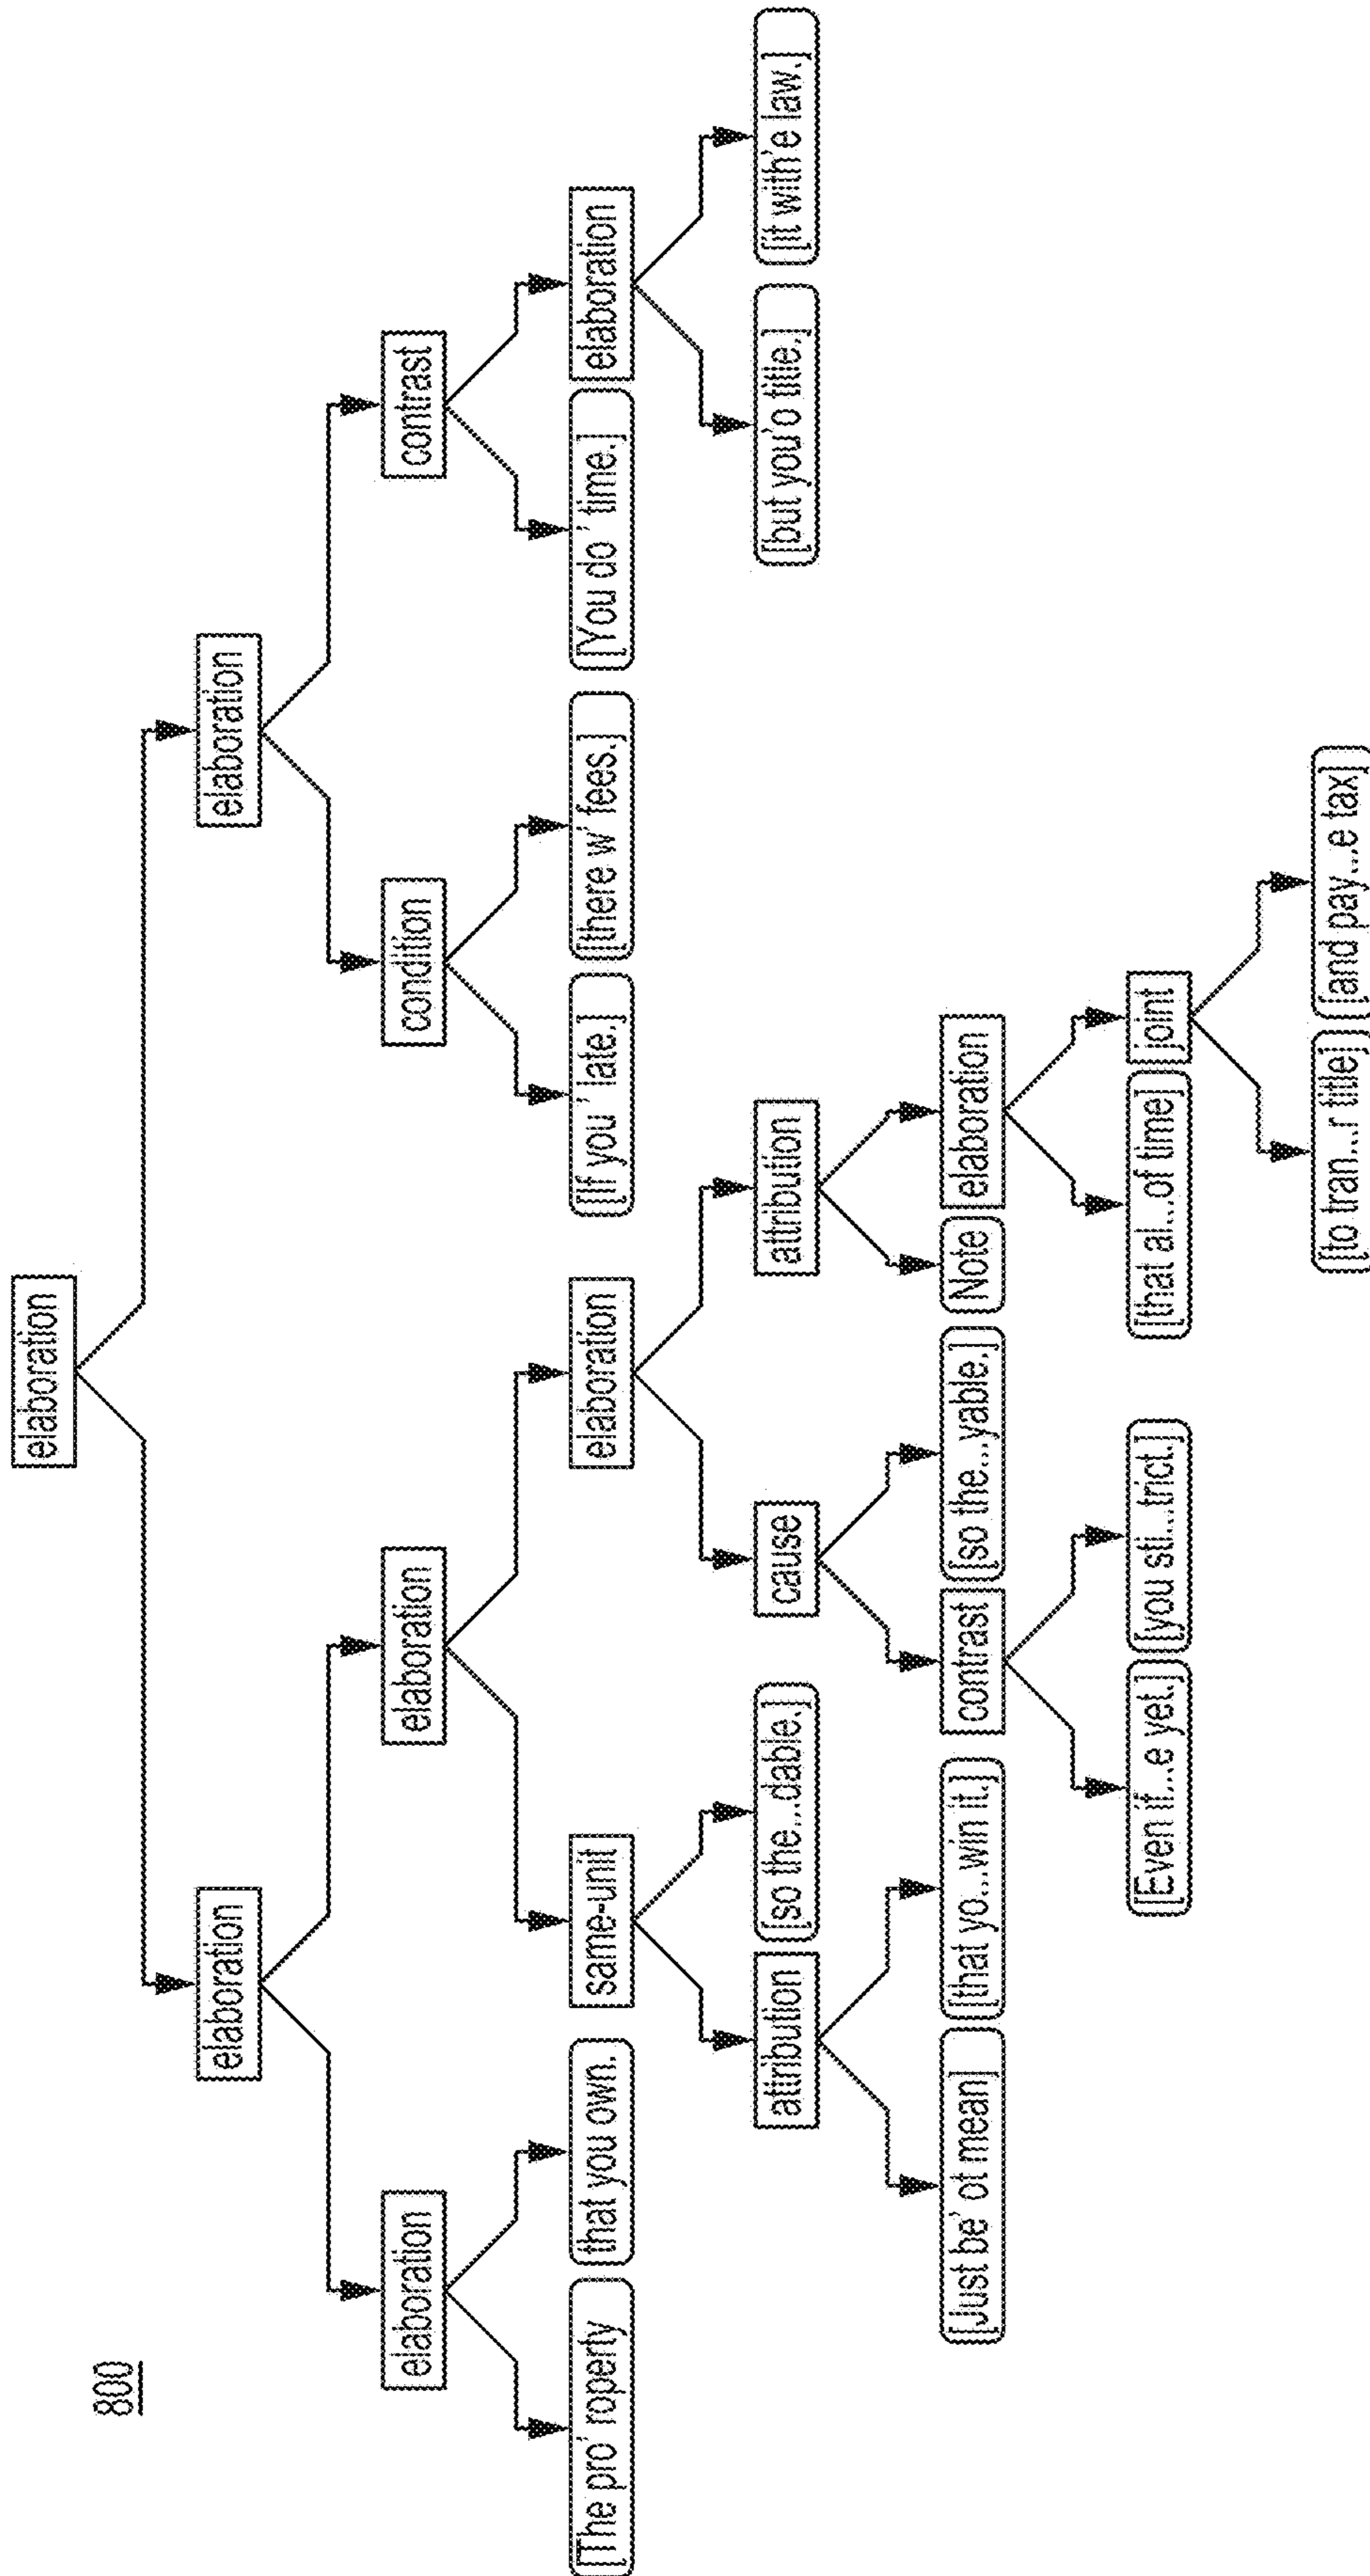 800
elaboration
elaboration
elaboration
elaboration
elaboration
condition
contrast
[The pro' roperty
that you own.
same-unit
elaboration
[If you ' late,]
[there w' fees.]
[You do ' time.]
elaboration
attribution
[so the...dable.]
cause
attribution
[but you'o title.]
[it with'e law.]
[Just be' ot mean]
[that yo...win it.]
contrast
[so the...yable.]
Note
elaboration
[Even if...e yet.]
[you sti...trict.]
[that al...of time]
joint
[to tran...r title]
[and pay...e tax]